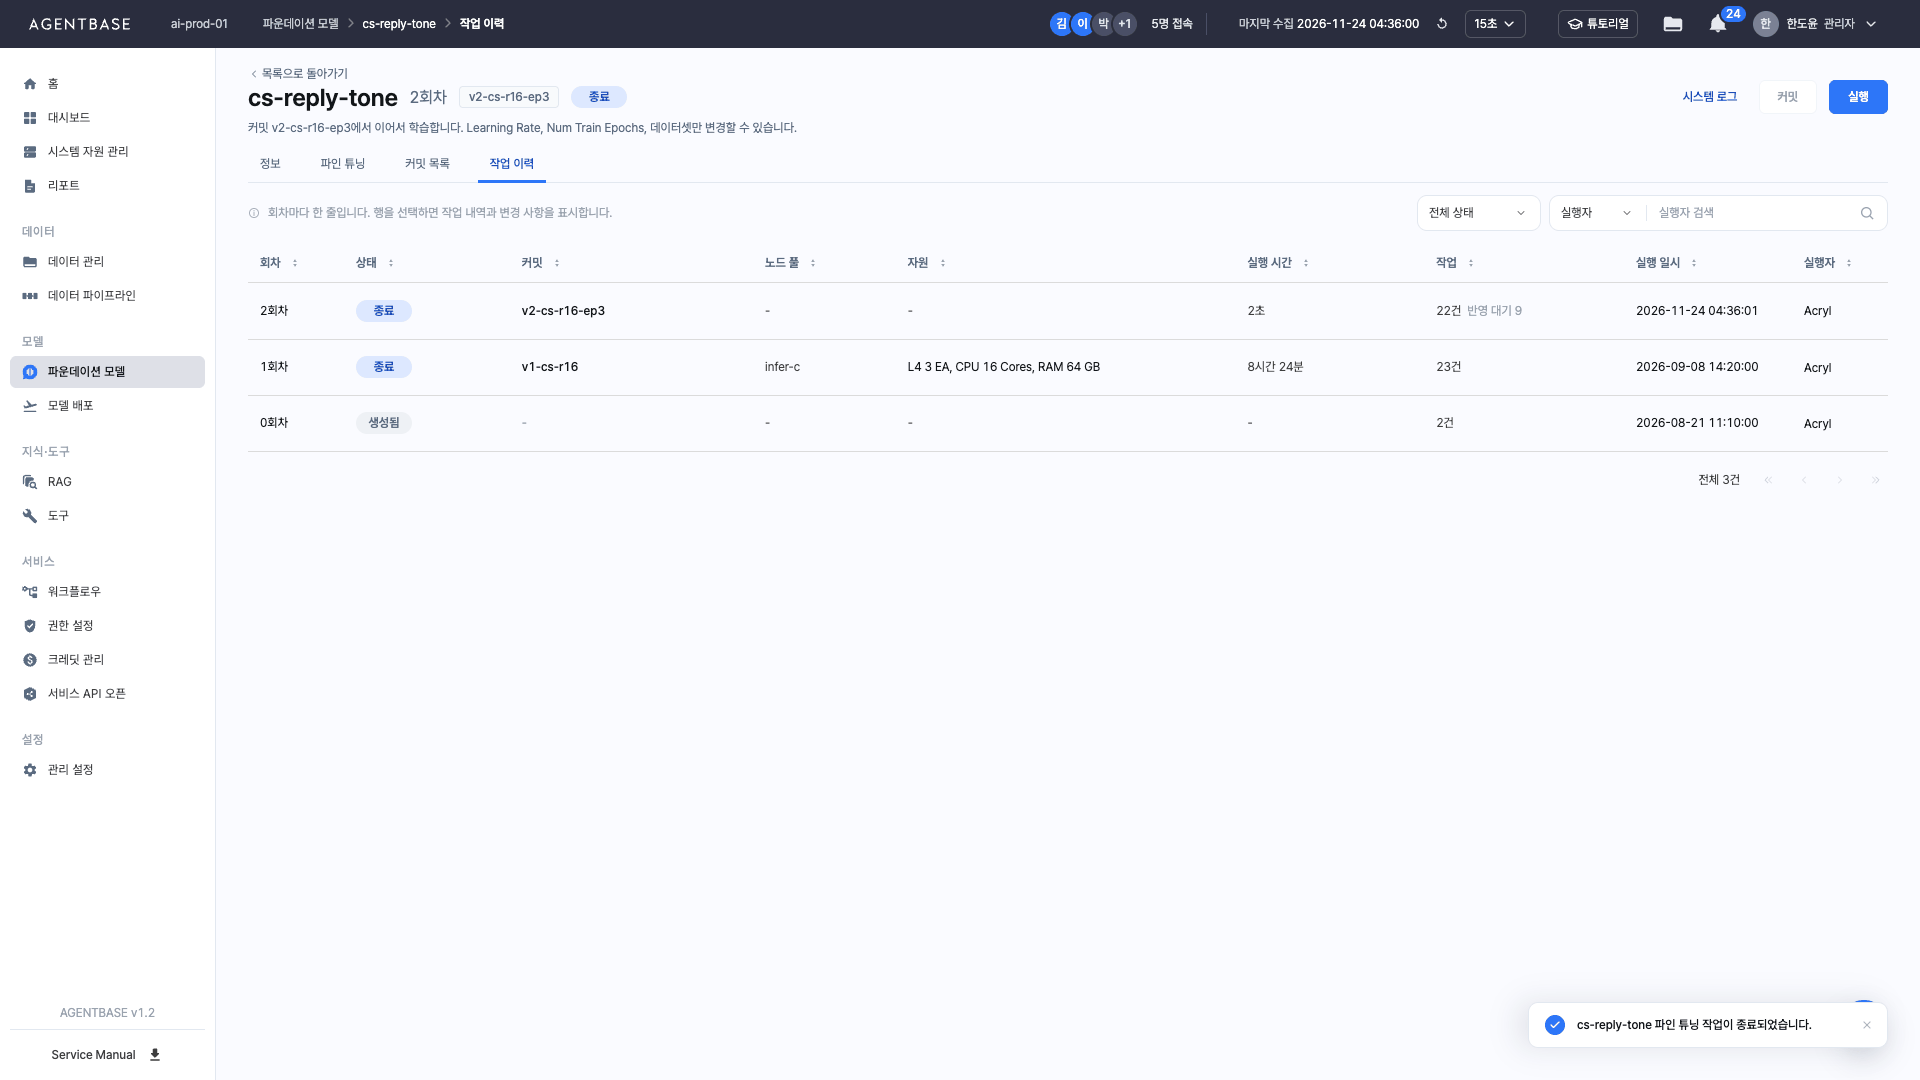 AGENTBASE
ai-prod-01
파운데이션 모델 > cs-reply-tone > 작업 이력
김 이 박 +1 5명 접속
마지막 수집 2026-11-24 04:36:00
15초
튜토리얼
24
한 한도윤 관리자
홈
대시보드
시스템 자원 관리
리포트
데이터
데이터 관리
데이터 파이프라인
모델
파운데이션 모델
모델 배포
지식·도구
RAG
도구
서비스
워크플로우
권한 설정
크레딧 관리
서비스 API 오픈
설정
관리 설정
AGENTBASE v1.2
Service Manual
목록으로 돌아가기
cs-reply-tone 2회차 v2-cs-r16-ep3 종료
시스템 로그 커밋 실행
커밋 v2-cs-r16-ep3에서 이어서 학습합니다. Learning Rate, Num Train Epochs, 데이터셋만 변경할 수 있습니다.
정보 파인 튜닝 커밋 목록 작업 이력
회차마다 한 줄입니다. 행을 선택하면 작업 내역과 변경 사항을 표시합니다.
전체 상태 실행자 실행자 검색
회차 상태 커밋 노드 풀 자원 실행 시간 작업 실행 일시 실행자
2회차 종료 v2-cs-r16-ep3 - - 2초 22건 반영 대기 9 2026-11-24 04:36:01 Acryl
1회차 종료 v1-cs-r16 infer-c L4 3 EA, CPU 16 Cores, RAM 64 GB 8시간 24분 23건 2026-09-08 14:20:00 Acryl
0회차 생성됨 - - - - 2건 2026-08-21 11:10:00 Acryl
전체 3건 « ‹ › »
cs-reply-tone 파인 튜닝 작업이 종료되었습니다.